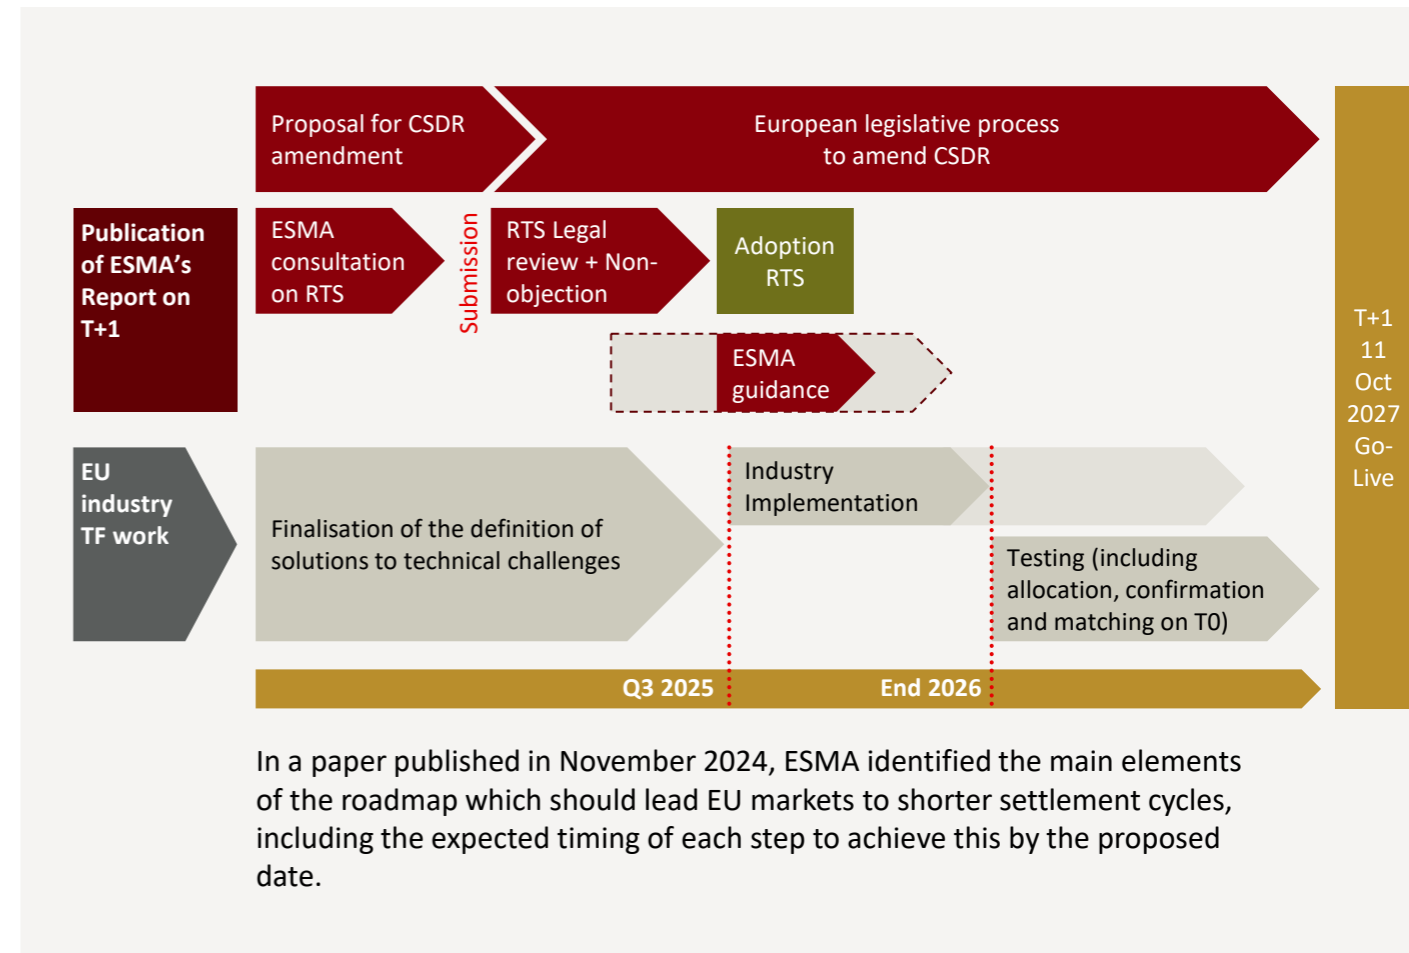 Proposal for CSDR
amendment
European legislative process
to amend CSDR
Publication
of ESMA’s
Report on
T+1
ESMA
consultation
on RTS
Submission
RTS Legal
review + Non-
objection
Adoption
RTS
ESMA
guidance
T+1
11
Oct
2027
Go-
Live
EU
industry
TF work
Finalisation of the definition of
solutions to technical challenges
Industry
Implementation
Testing (including
allocation, confirmation
and matching on T0)
Q3 2025
End 2026
In a paper published in November 2024, ESMA identified the main elements
of the roadmap which should lead EU markets to shorter settlement cycles,
including the expected timing of each step to achieve this by the proposed
date.